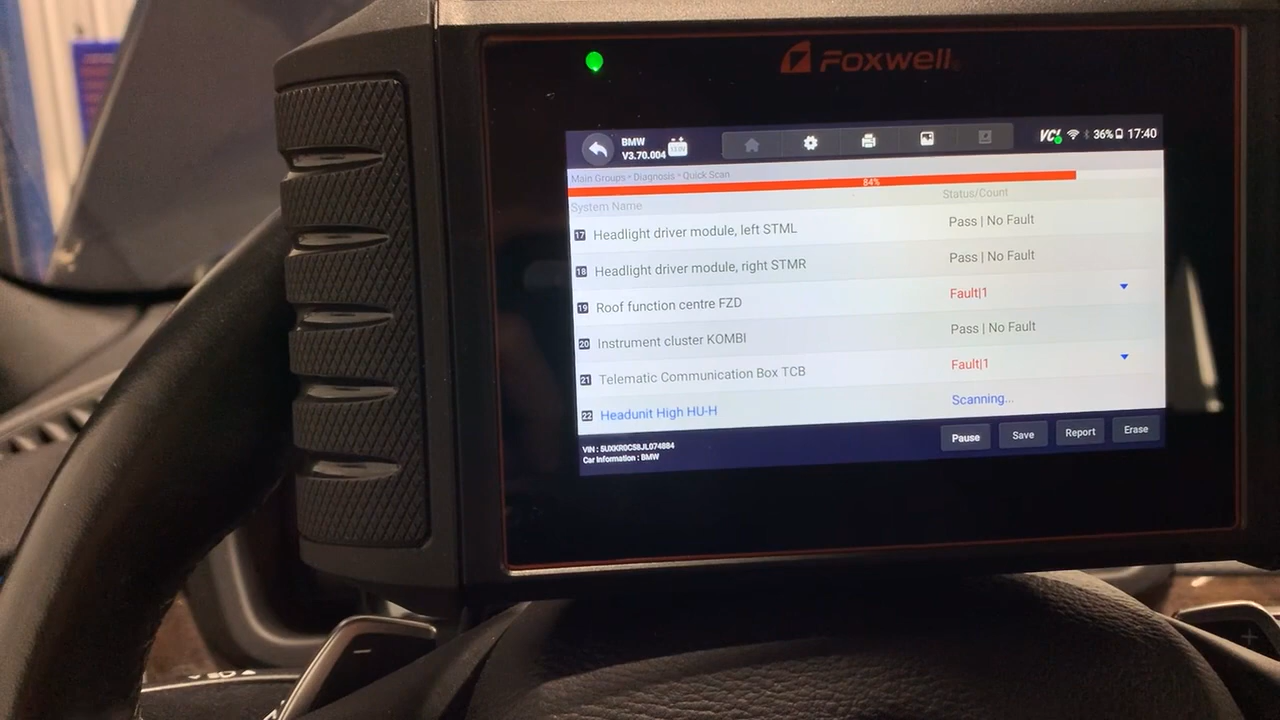 Foxwell
BMW
V3.70.004
VCI 36% 17:40
Main Groups > Diagnosis > Quick Scan
84%
System Name Status/Count
17 Headlight driver module, left STML Pass | No Fault
18 Headlight driver module, right STMR Pass | No Fault
19 Roof function centre FZD Fault|1
20 Instrument cluster KOMBI Pass | No Fault
21 Telematic Communication Box TCB Fault|1
22 Headunit High HU-H Scanning...
VIN : 5UXKR0C58JL074884
Car Information : BMW
Pause Save Report Erase